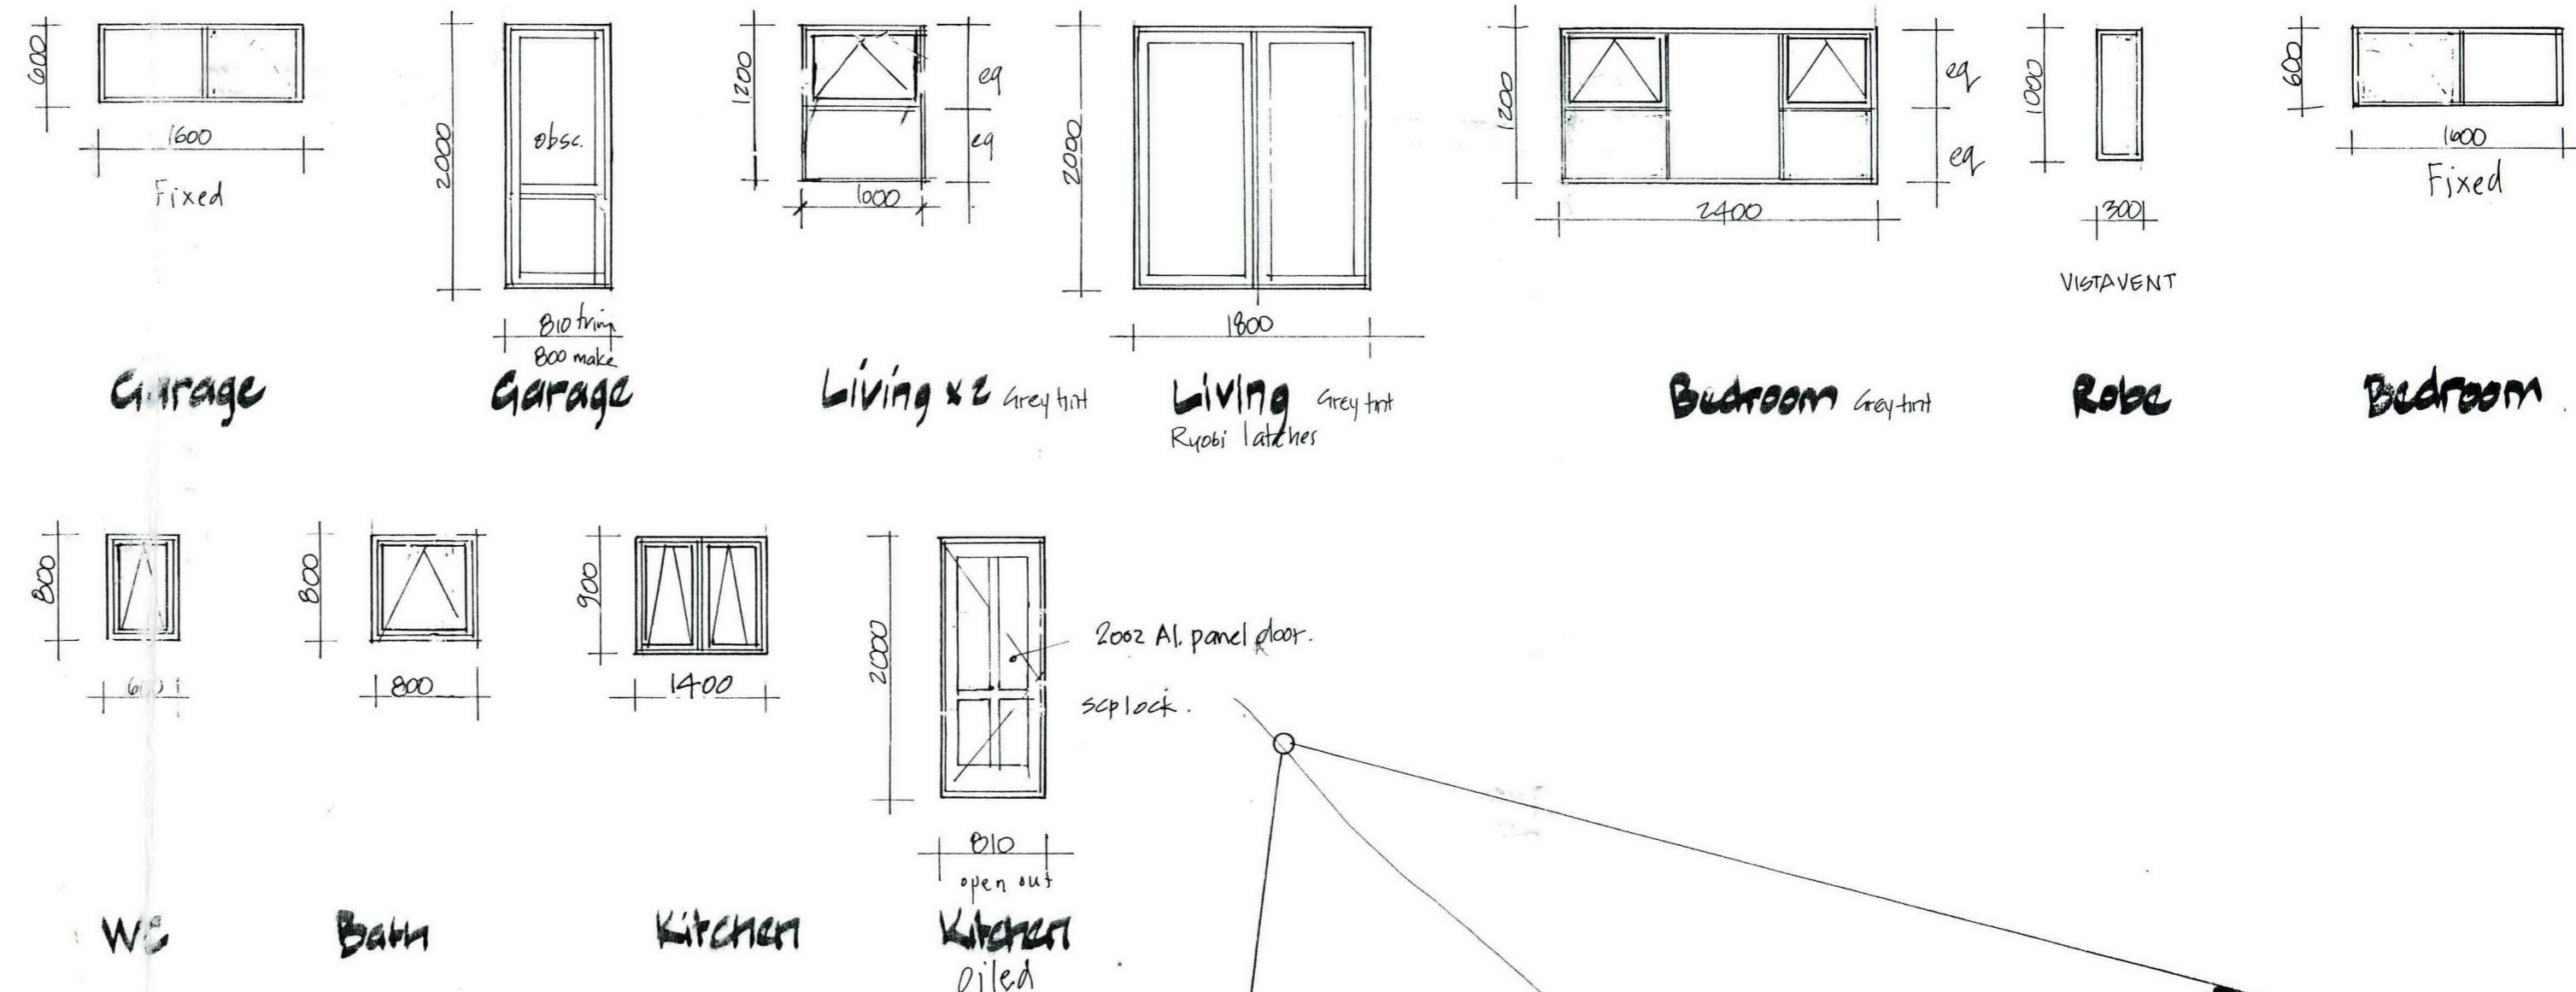 600
1600
Fixed
Garage
2000
obsc.
810 trim
800 make
Garage
1200
eq
eq
1000
Living x 2 Grey tint
2000
1800
Living Grey tint
Ryobi latches
1200
eq
eq
2400
Bedroom Grey tint
1000
300
VISTAVENT
Robe
600
1600
Fixed
Bedroom
800
WC
800
800
Bath
900
1400
Kitchen
2000
2002 Al. panel door.
lock.
810
open out
Kitchen
Oiled